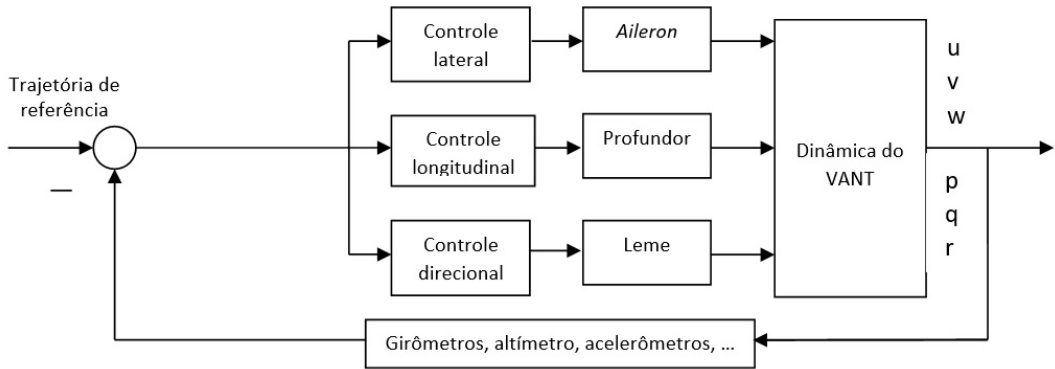 Trajetória de
referência
—
Controle
lateral
Aileron
Controle
longitudinal
Profundor
Controle
direcional
Leme
Dinâmica do
VANT
u
v
w
p
q
r
Girômetros, altímetro, acelerômetros, ...